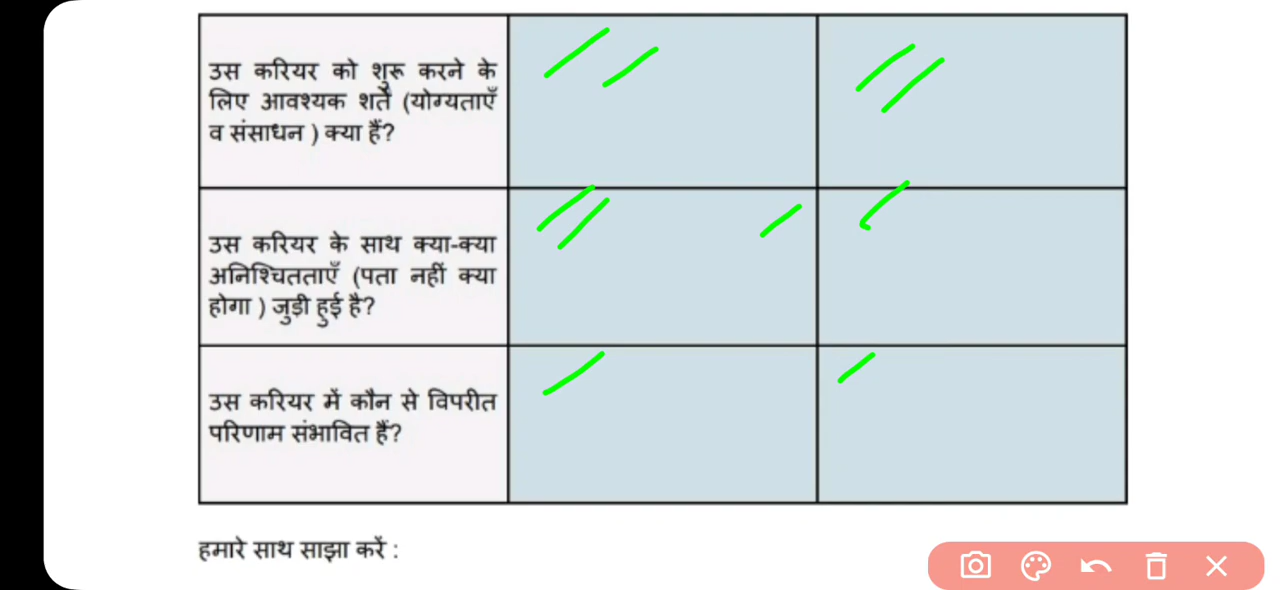 उस करियर को शुरू करने के
लिए आवश्यक शर्तें (योग्यताएँ
व संसाधन ) क्या हैं?
उस करियर के साथ क्या-क्या
अनिश्चितताएँ (पता नहीं क्या
होगा ) जुड़ी हुई है?
उस करियर में कौन से विपरीत
परिणाम संभावित हैं?
हमारे साथ साझा करें :